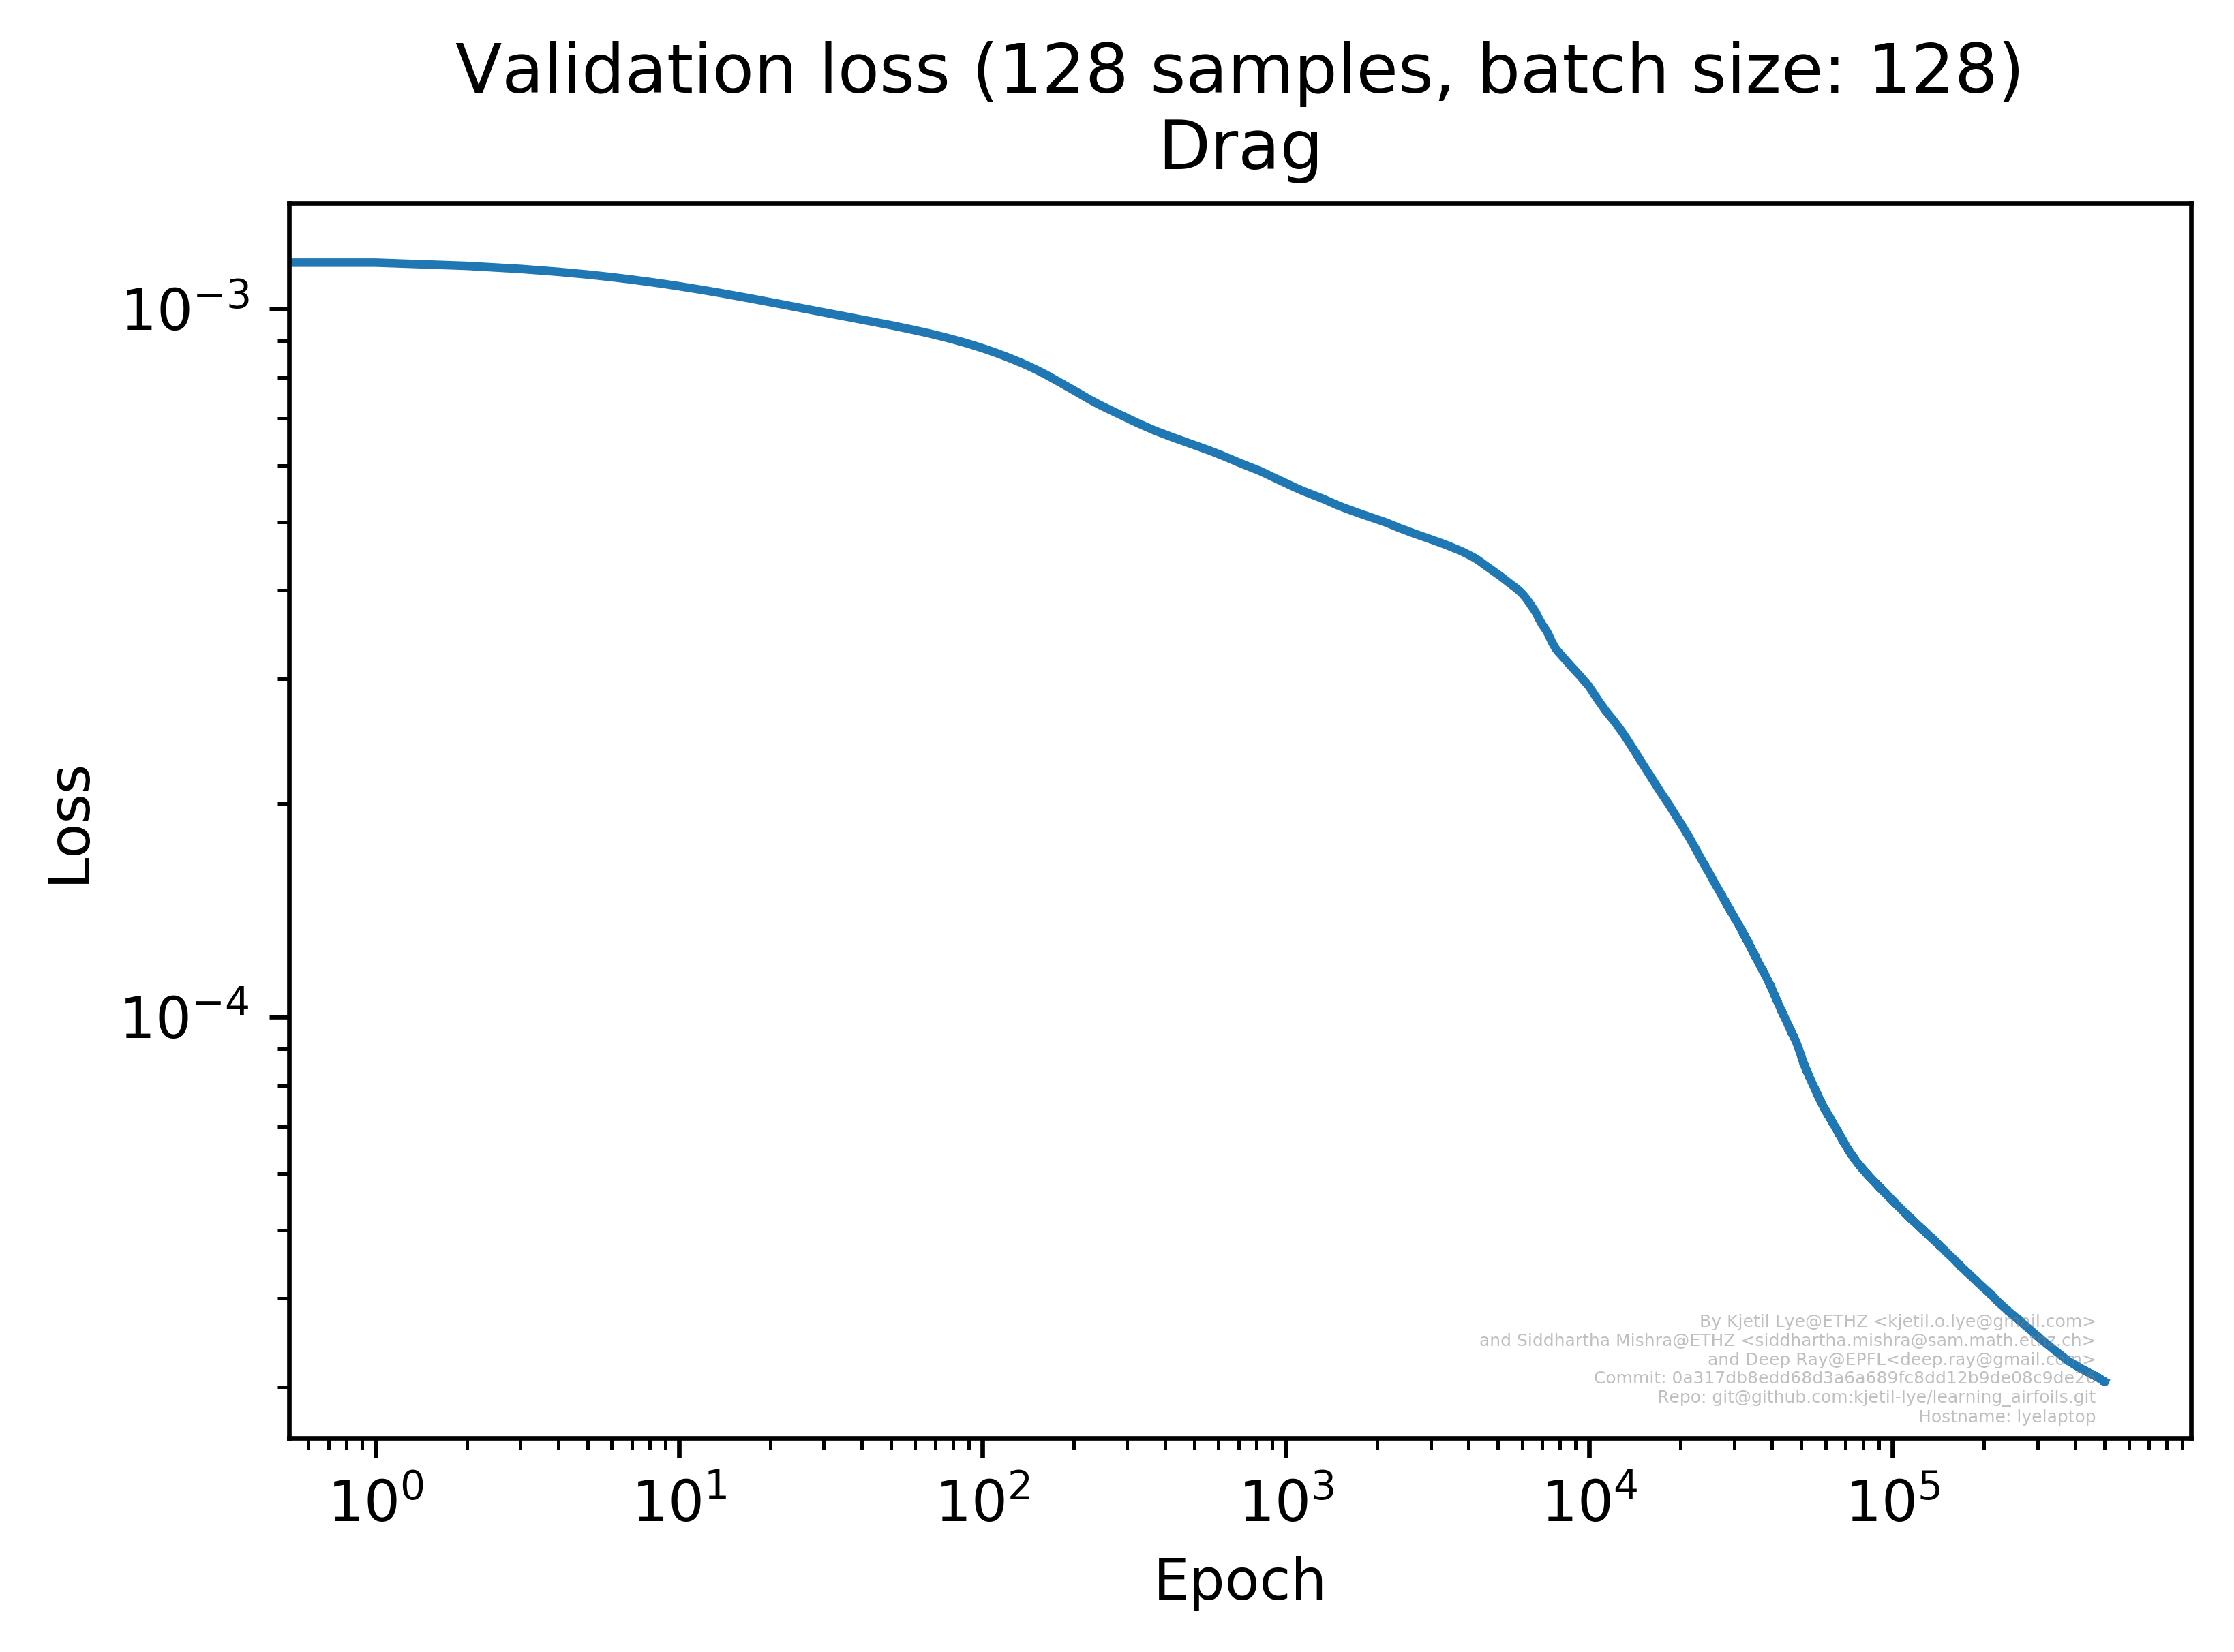 Validation loss (128 samples, batch size: 128)
Drag
Loss
10⁻³
10⁻⁴
10⁰ 10¹ 10² 10³ 10⁴ 10⁵
Epoch
By Kjetil Lye@ETHZ <kjetil.o.lye@gmail.com>
and Siddhartha Mishra@ETHZ <siddhartha.mishra@sam.math.ethz.ch>
and Deep Ray@EPFL<deep.ray@gmail.com>
Commit:
Repo: git@github.com:kjetil-lye/learning_airfoils.git
Hostname: lyelaptop